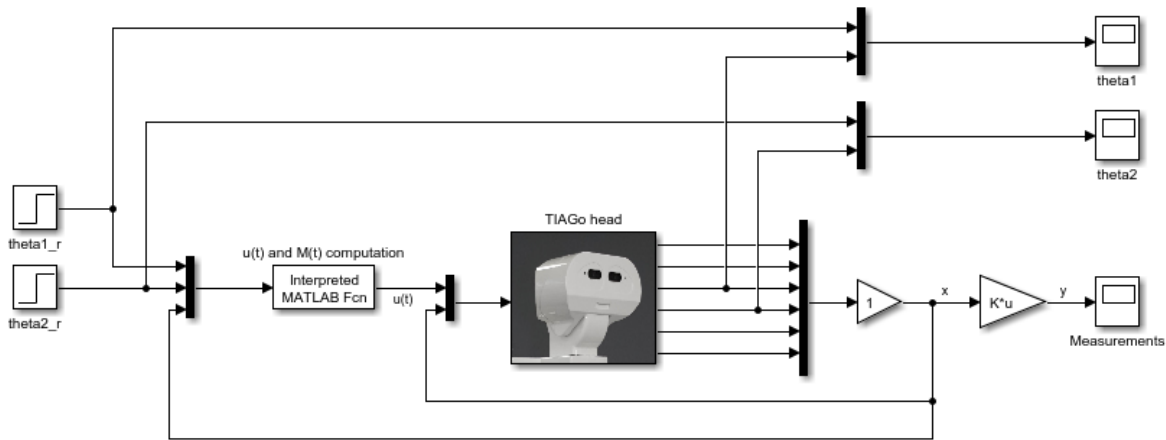 theta1
theta2
theta1_r
TIAGo head
u(t) and M(t) computation
Interpreted
MATLAB Fcn
u(t)
1
x
K*u
y
theta2_r
Measurements